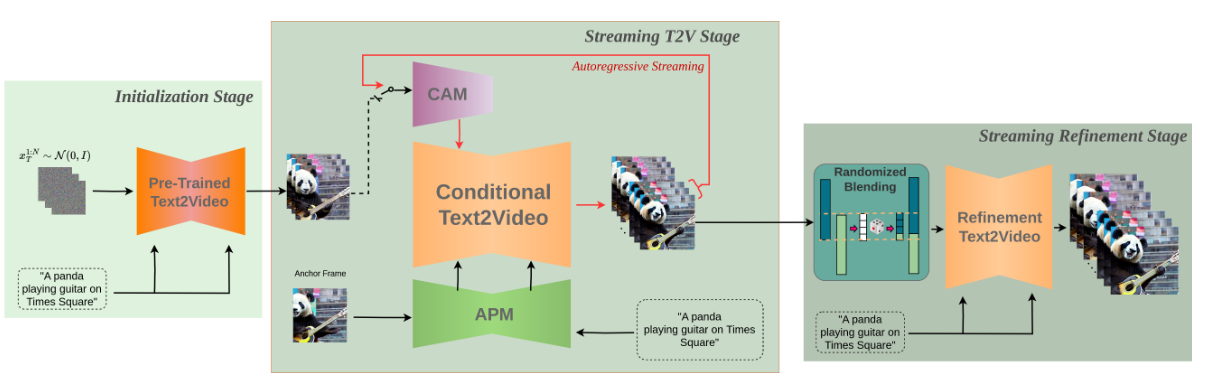 Initialization Stage
x_T^{1:N} ~ N(0, I)
Pre-Trained
Text2Video
"A panda
playing guitar on
Times Square"
Streaming T2V Stage
Autoregressive Streaming
CAM
Conditional
Text2Video
Anchor Frame
APM
"A panda
playing guitar on Times
Square"
Streaming Refinement Stage
Randomized
Blending
Refinement
Text2Video
"A panda
playing guitar on
Times Square"